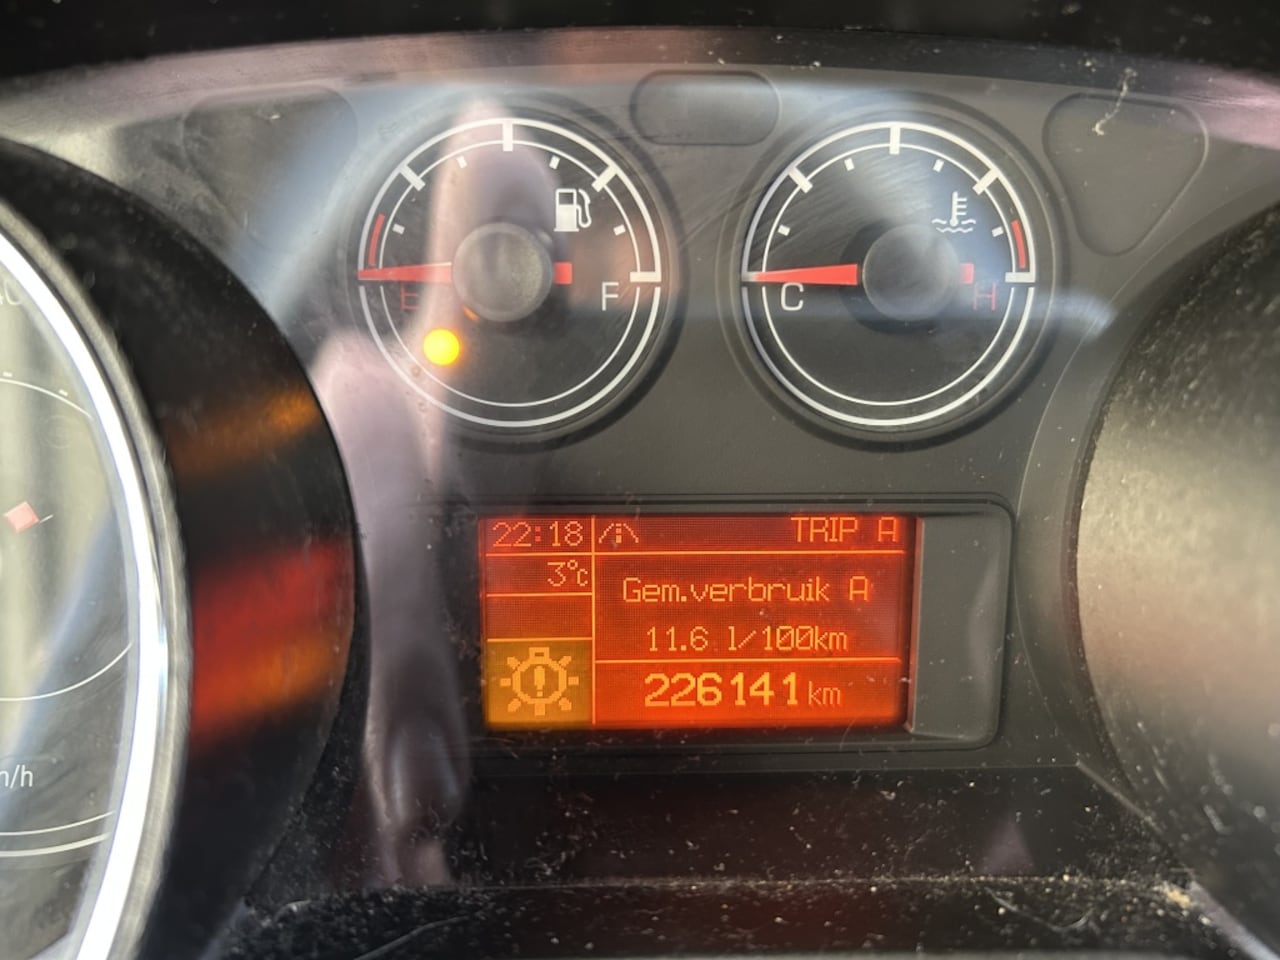 E F
C H
22:18 TRIP A
3°c
Gem.verbruik A
11.6 l/100km
226141 km